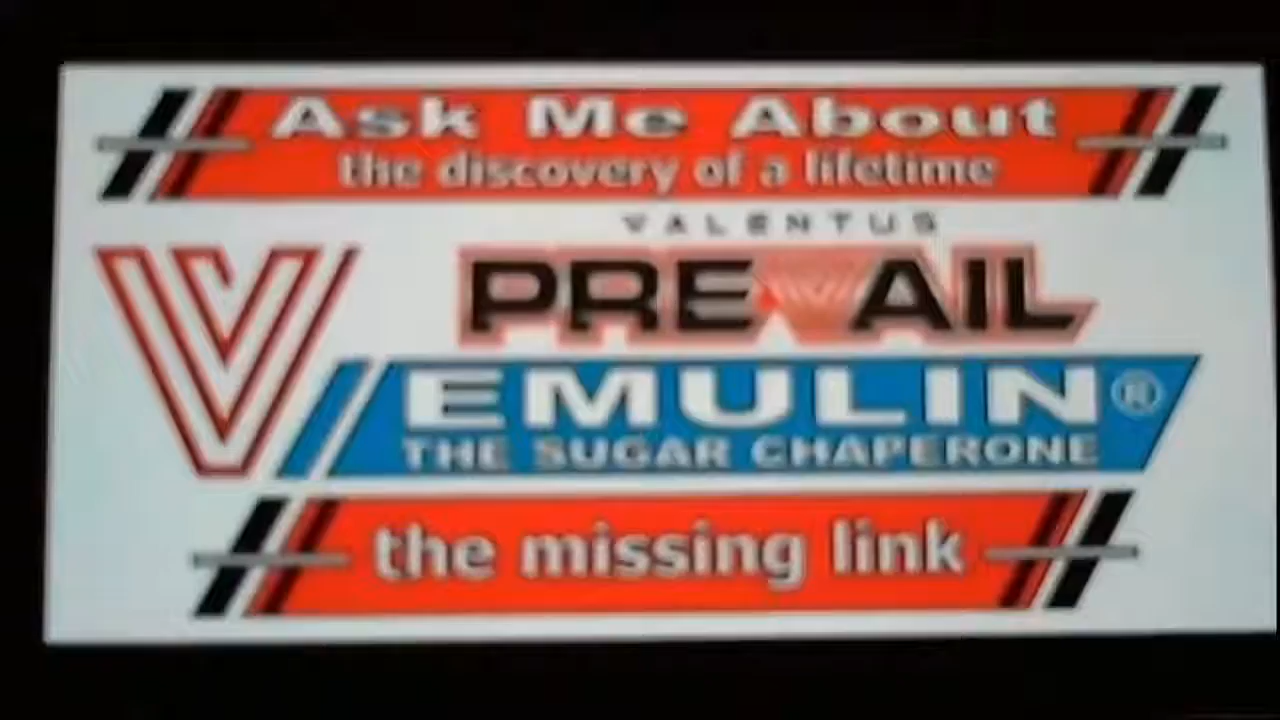 Ask Me About
the discovery of a lifetime
VALENTUS
PREVAIL
EMULIN®
THE SUGAR CHAPERONE
the missing link